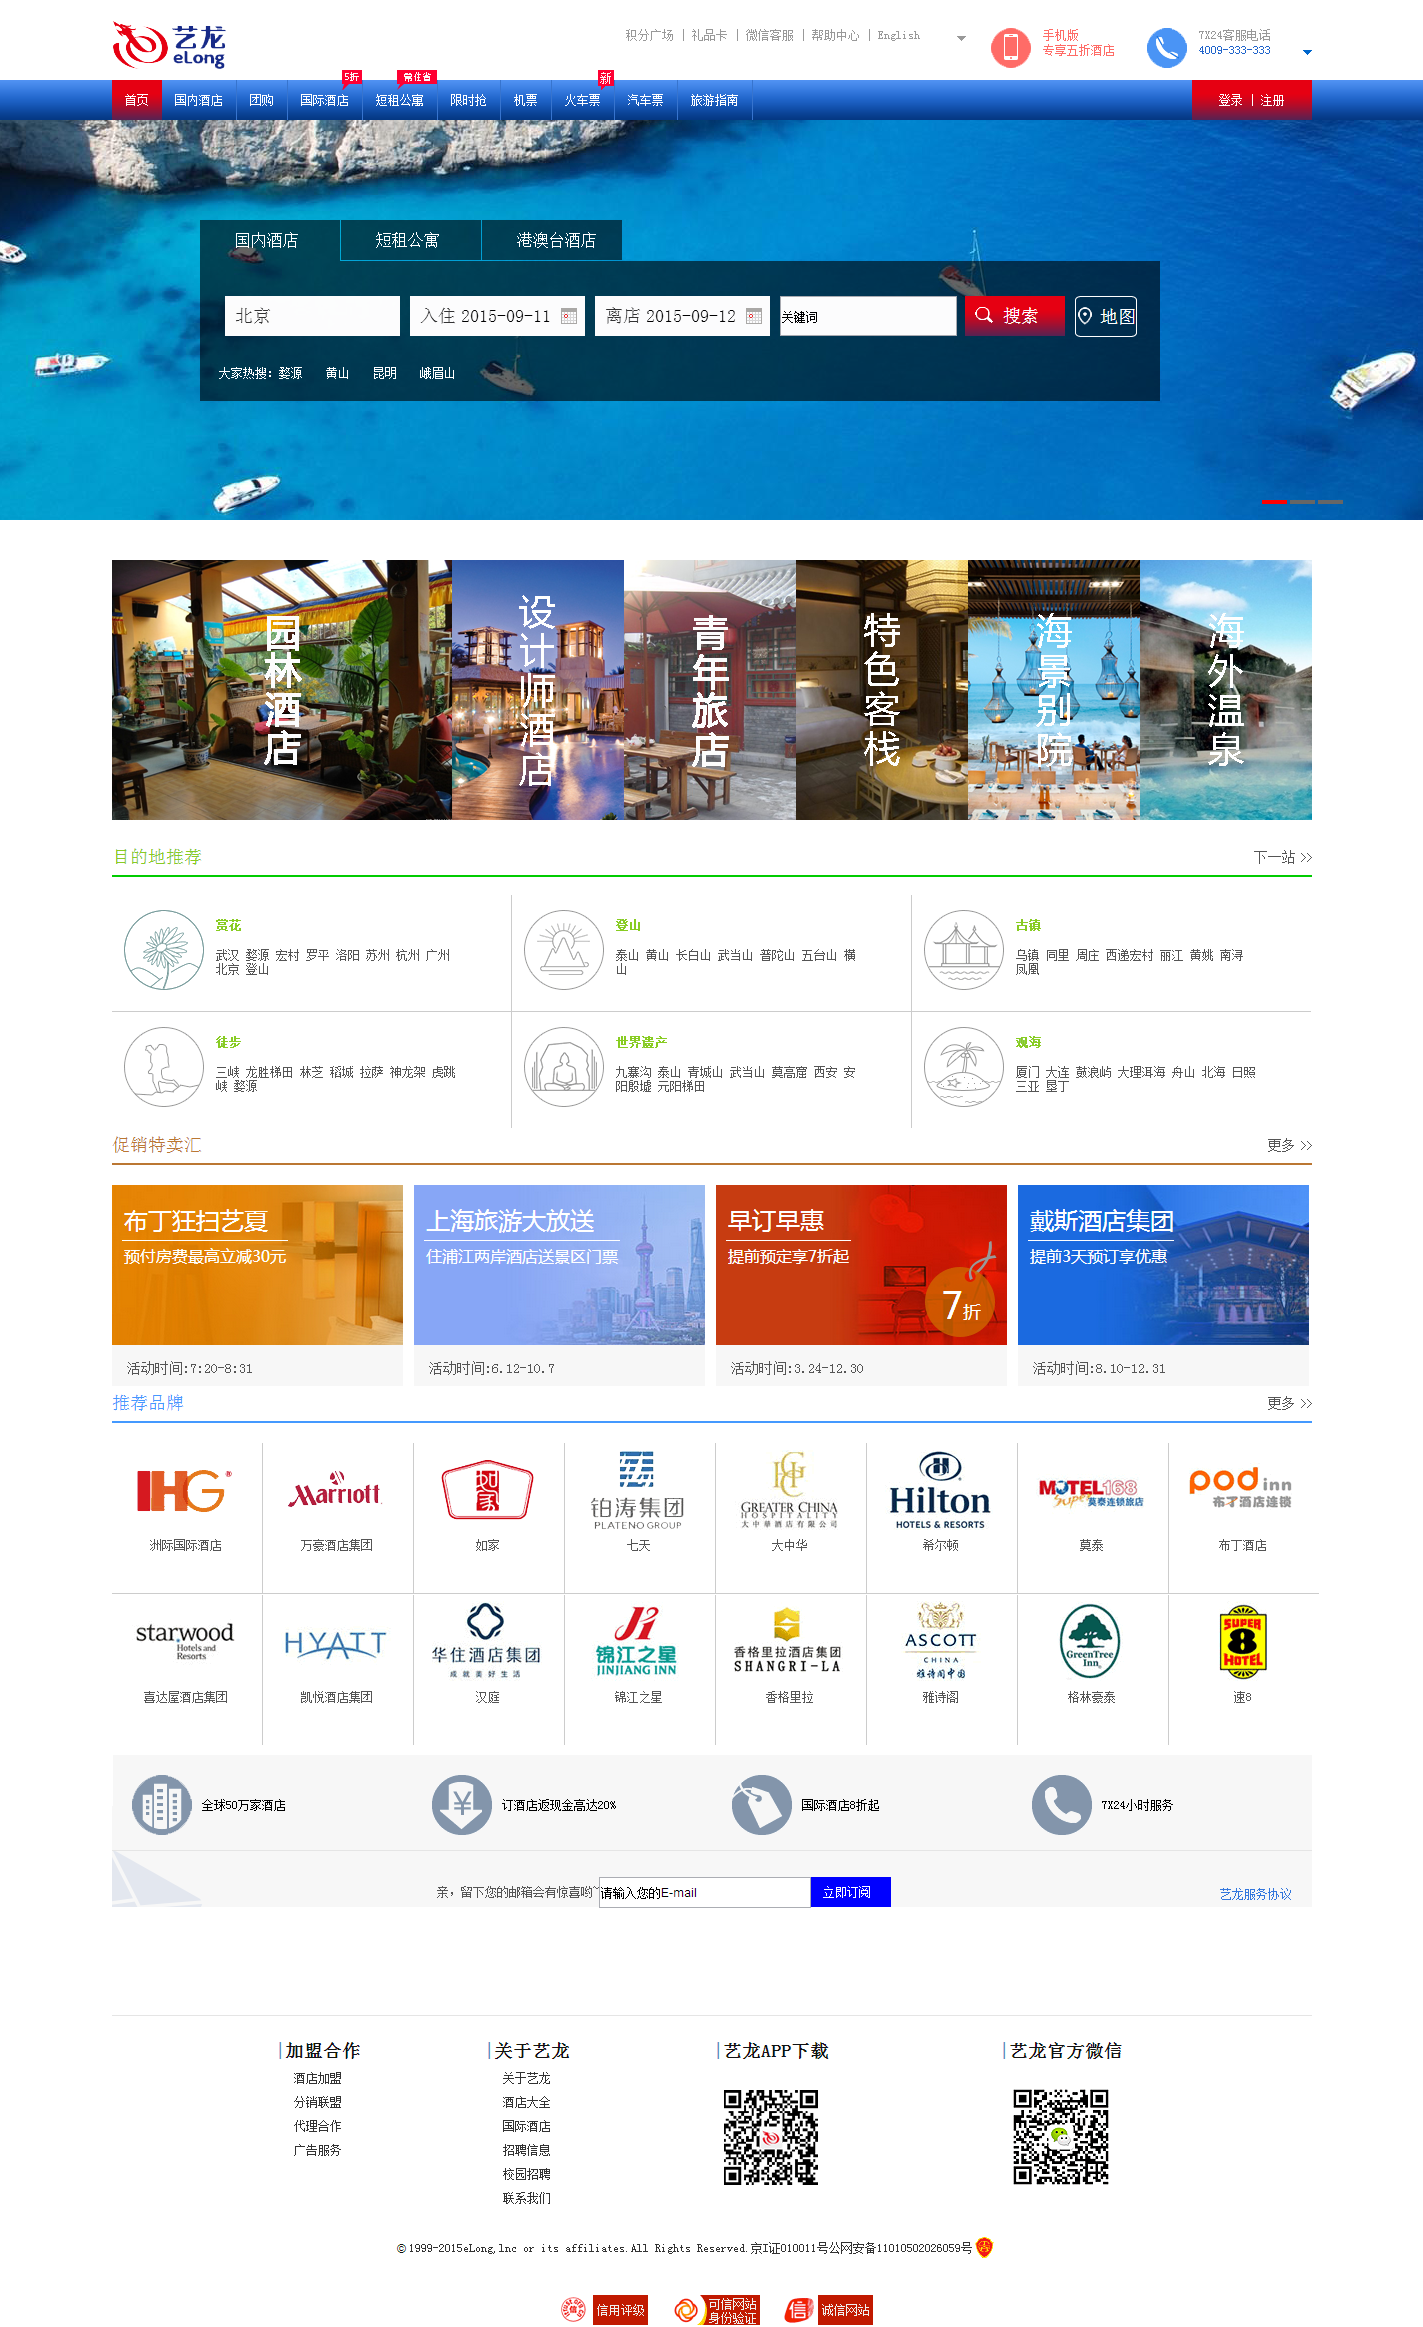 艺龙
eLong
积分广场 | 礼品卡 | 微信客服 | 帮助中心 | English
手机版
专享五折酒店
7X24客服电话
4009-333-333
5折
常住省
新
首页 国内酒店 团购 国际酒店 短租公寓 限时抢 机票 火车票 汽车票 旅游指南 登录 | 注册
国内酒店 短租公寓 港澳台酒店
北京 入住 2015-09-11 离店 2015-09-12 关键词 搜索 地图
大家热搜: 婺源 黄山 昆明 峨眉山
园林酒店
设计师酒店
青年旅店
特色客栈
海景别院
海外温泉
目的地推荐 下一站 >>
赏花
武汉 婺源 宏村 罗平 洛阳 苏州 杭州 广州
北京 登山
登山
泰山 黄山 长白山 武当山 普陀山 五台山 横
山
古镇
乌镇 同里 周庄 西递宏村 丽江 黄姚 南浔
凤凰
徒步
三峡 龙胜梯田 林芝 稻城 拉萨 神龙架 虎跳
峡 婺源
世界遗产
九寨沟 泰山 青城山 武当山 莫高窟 西安 安
阳殷墟 元阳梯田
观海
厦门 大连 鼓浪屿 大理洱海 舟山 北海 日照
三亚 垦丁
促销特卖汇 更多 >>
布丁狂扫艺夏
预付房费最高立减30元
活动时间:7:20-8:31
上海旅游大放送
住浦江两岸酒店送景区门票
活动时间:6.12-10.7
早订早惠
提前预定享7折起
7折
活动时间:3.24-12.30
戴斯酒店集团
提前3天预订享优惠
活动时间:8.10-12.31
推荐品牌 更多 >>
IHG®
洲际国际酒店
Marriott
万豪酒店集团
如家
如家
铂涛集团
PLATENO GROUP
七天
GREATER CHINA
HOSPITALITY
大中华酒店有限公司
大中华
Hilton
HOTELS & RESORTS
希尔顿
MOTEL168
Super 莫泰连锁旅店
莫泰
pod inn
布丁酒店连锁
布丁酒店
starwood
Hotels and
Resorts
喜达屋酒店集团
HYATT
凯悦酒店集团
华住酒店集团
成就美好生活
汉庭
锦江之星
JINJIANG INN
锦江之星
香格里拉酒店集团
SHANGRI-LA
香格里拉
ASCOTT
CHINA
雅诗阁中国
雅诗阁
GreenTree
Inn
格林豪泰
SUPER
8
HOTEL
速8
全球50万家酒店 订酒店返现金高达20% 国际酒店8折起 7X24小时服务
亲，留下您的邮箱会有惊喜哟~ 请输入您的E-mail 立即订阅 艺龙服务协议
|加盟合作
酒店加盟
分销联盟
代理合作
广告服务
|关于艺龙
关于艺龙
酒店大全
国际酒店
招聘信息
校园招聘
联系我们
|艺龙APP下载
|艺龙官方微信
©1999-2015eLong,lnc or its affiliates.All Rights Reserved.京I证010011号公网安备11010502026059号
信用评级
可信网站
身份验证
信 诚信网站